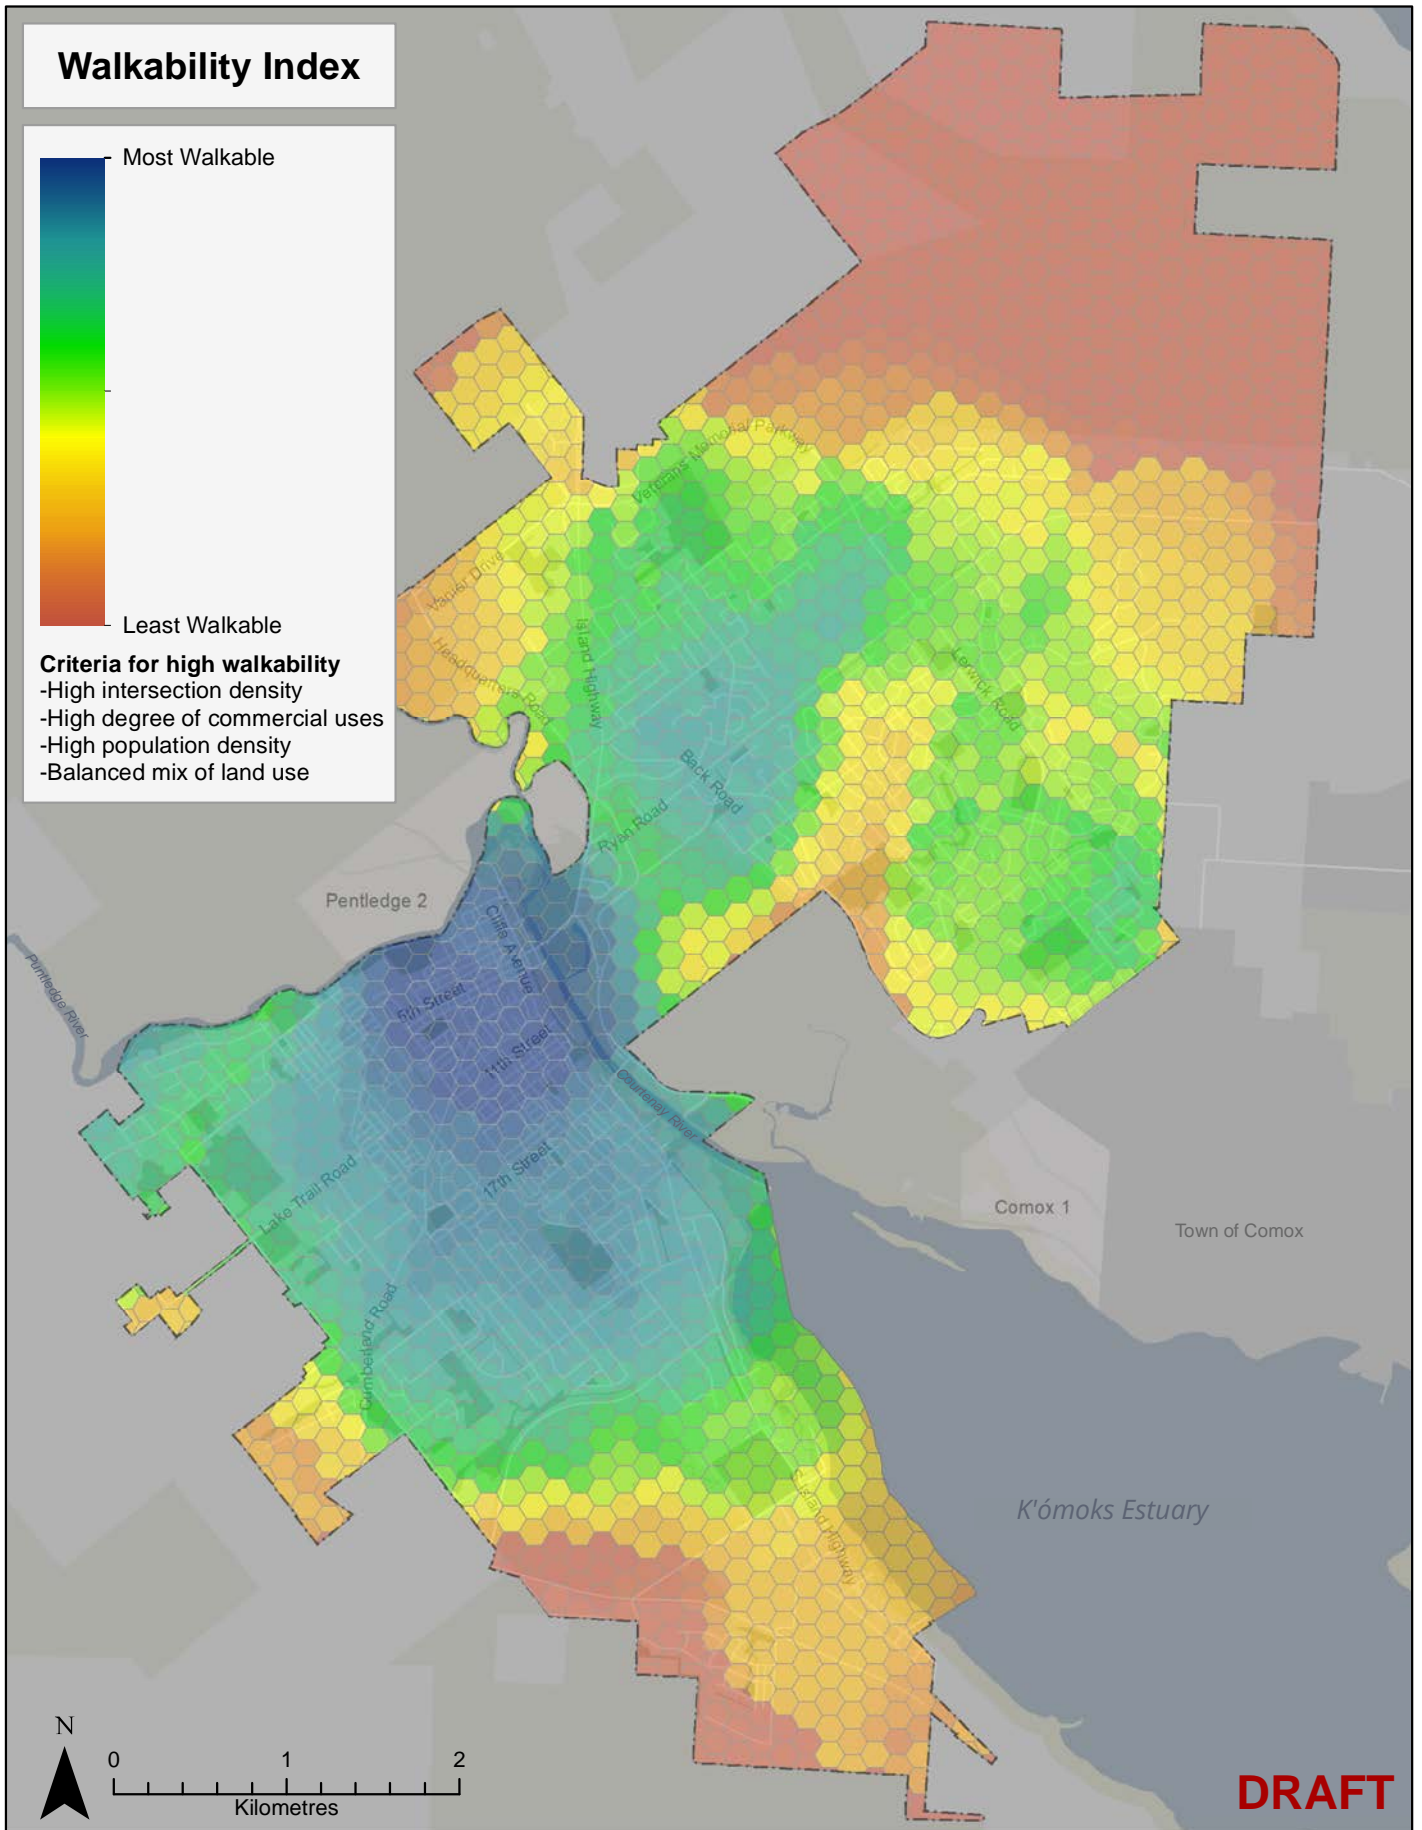 Walkability Index
Most Walkable
Least Walkable
Criteria for high walkability
-High intersection density
-High degree of commercial uses
-High population density
-Balanced mix of land use
Veterans Memorial Parkway
Vanier Drive
Headquarters Road
Island Highway
Lerwick Road
Back Road
Ryan Road
Pentledge 2
Cliffe Avenue
Puntledge River
5th Street
11th Street
Courtenay River
17th Street
Lake Trail Road
Comox 1
Town of Comox
Cumberland Road
S Island Highway
K'ómoks Estuary
N
0 1 2
Kilometres
DRAFT